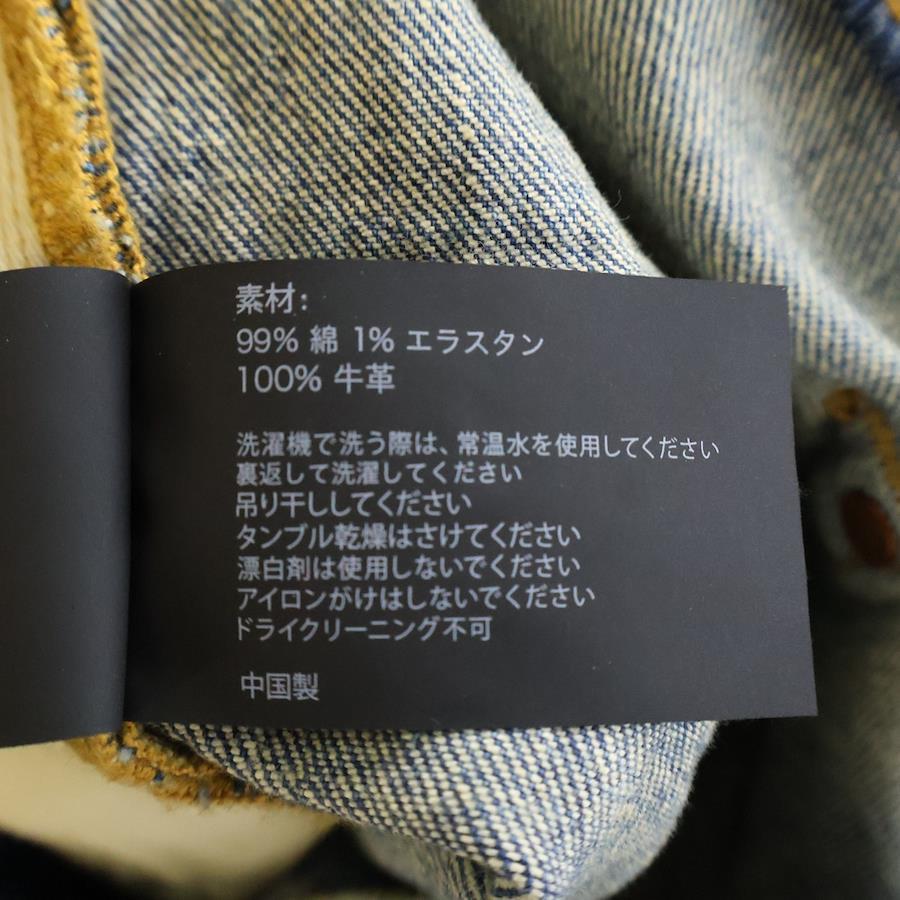 素材:
99% 綿 1% エラスタン
100% 牛革
洗濯機で洗う際は、常温水を使用してください
裏返して洗濯してください
吊り干ししてください
タンブル乾燥はさけてください
漂白剤は使用しないでください
アイロンがけはしないでください
ドライクリーニング不可
中国製